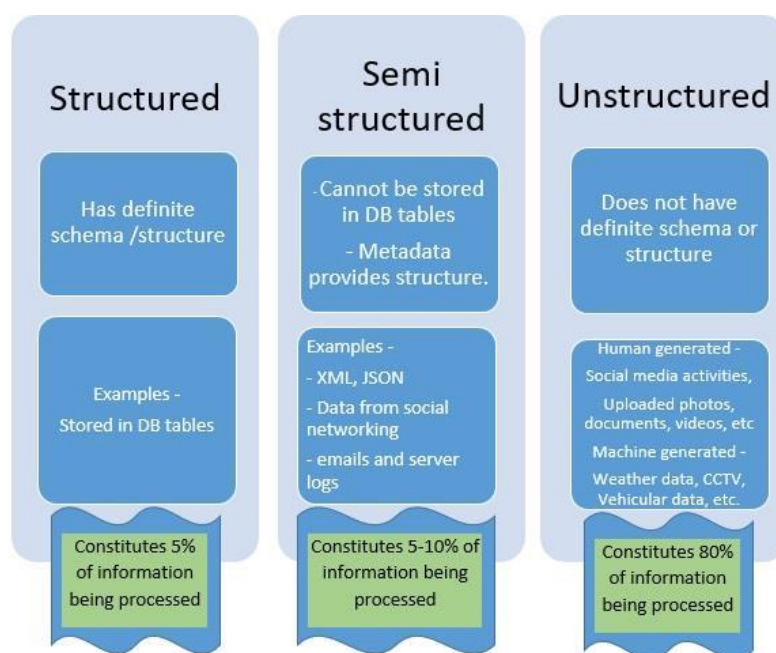 Structured
Has definite
schema /structure
Examples -
Stored in DB tables
Constitutes 5%
of information
being processed
Semi
structured
-Cannot be stored
in DB tables
- Metadata
provides structure.
Examples -
- XML, JSON
- Data from social
networking
- emails and server
logs
Constitutes 5-10% of
information being
processed
Unstructured
Does not have
definite schema or
structure
Human generated -
Social media activities,
Uploaded photos,
documents, videos, etc
Machine generated -
Weather data, CCTV,
Vehicular data, etc.
Constitutes 80%
of information
being processed